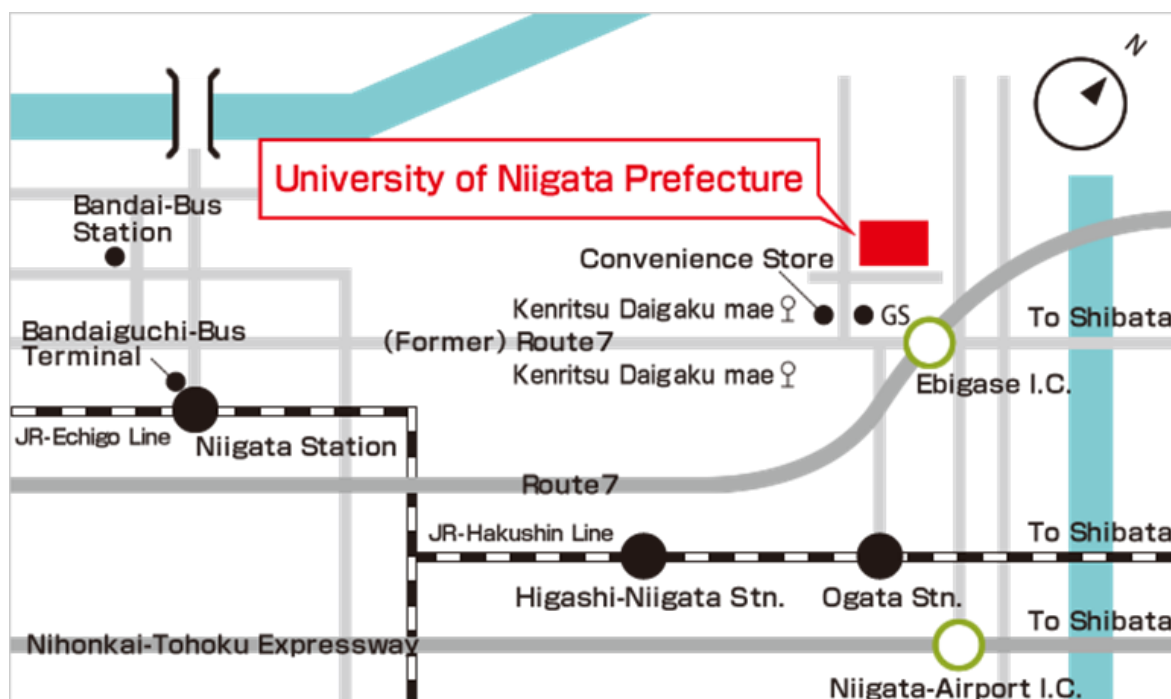 N
University of Niigata Prefecture
Bandai-Bus
Station
Convenience Store
Kenritsu Daigaku mae
GS
To Shibata
Bandaiguchi-Bus
Terminal
(Former) Route7
Kenritsu Daigaku mae
Ebigase I.C.
JR-Echigo Line
Niigata Station
Route7
JR-Hakushin Line
To Shibata
Higashi-Niigata Stn.
Ogata Stn.
To Shibata
Nihonkai-Tohoku Expressway
Niigata-Airport I.C.